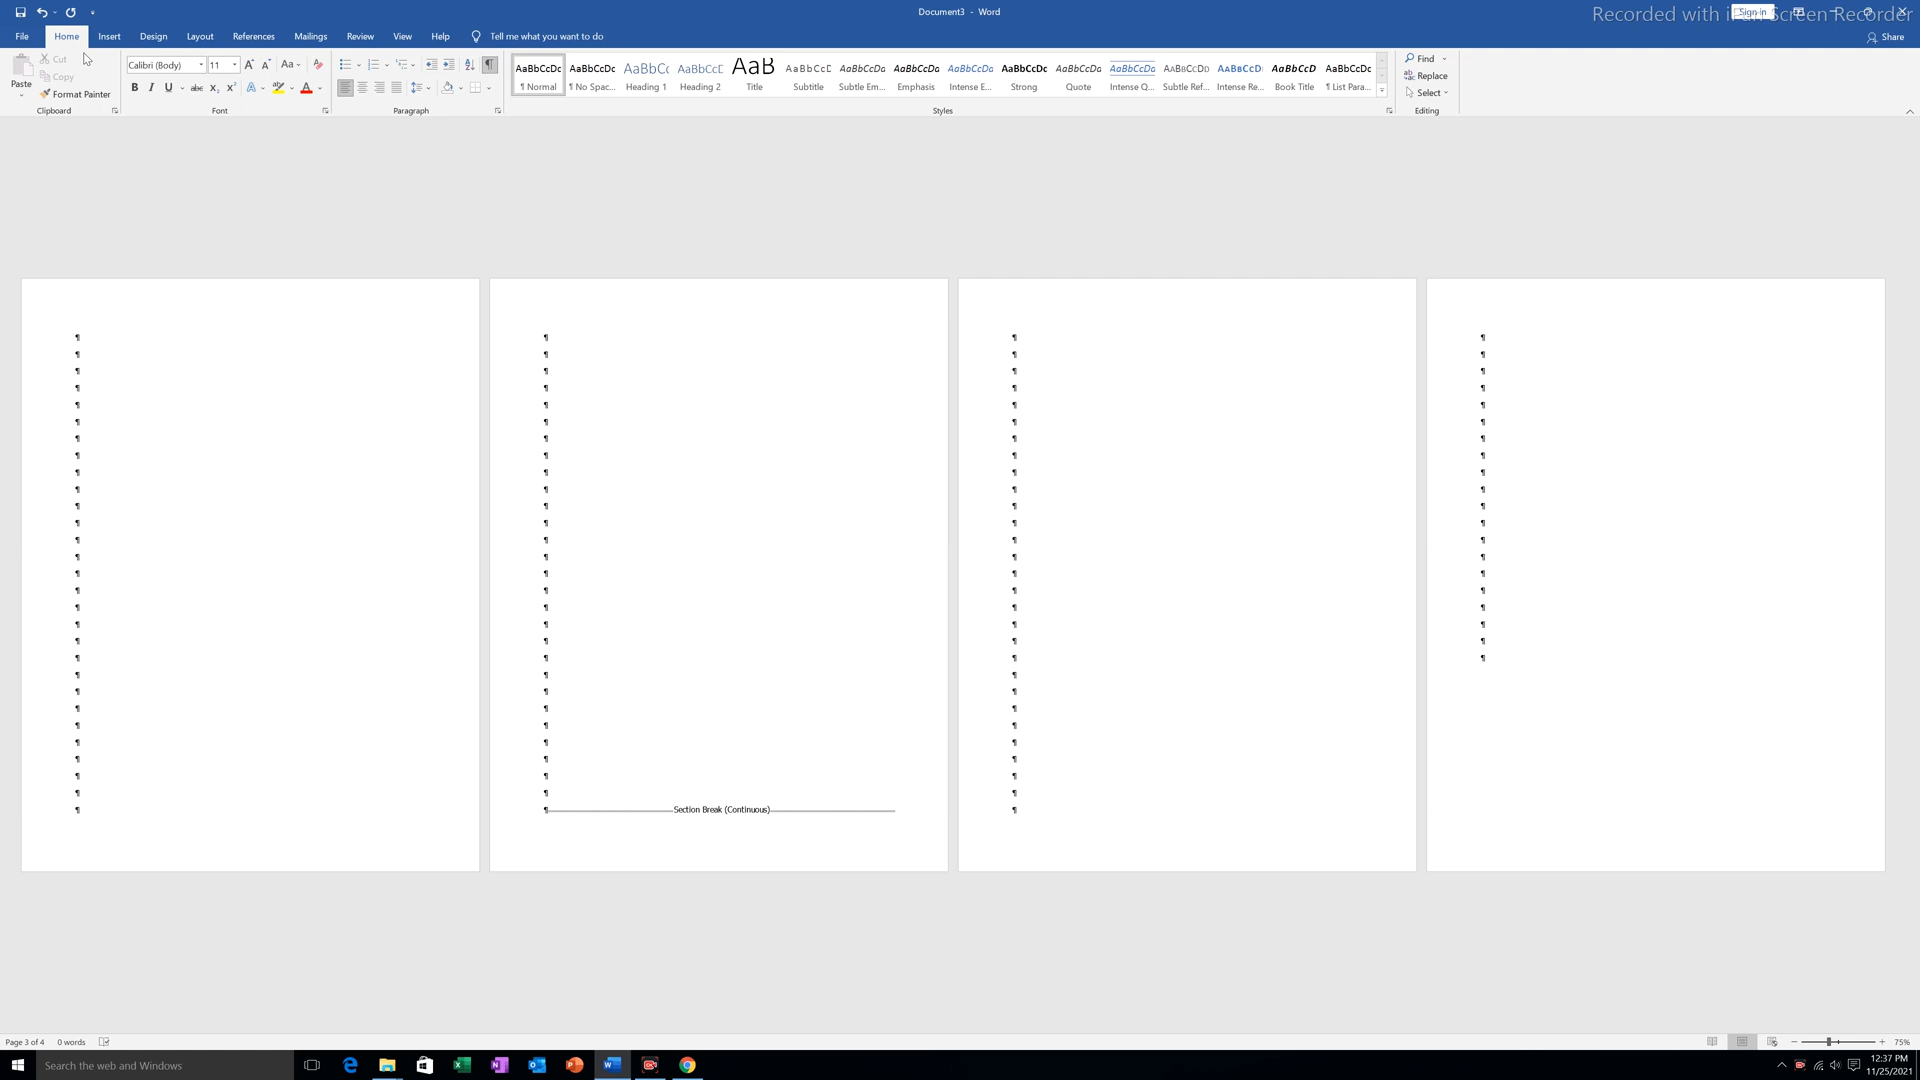 Document3 - Word
Sign in
Recorded with iFun Screen Recorder
File Home Insert Design Layout References Mailings Review View Help Tell me what you want to do
Share
Cut
Copy
Paste
Format Painter
Clipboard
Calibri (Body) 11
Font
Paragraph
AaBbCcDc AaBbCcDc AaBbCc AaBbCcD AaB AaBbCcD AaBbCcDa AaBbCcDa AaBbCcDa AaBbCcDc AaBbCcDa AaBbCcDa AaBbCcDd AaBbCcD AaBbCcD AaBbCcDc
¶ Normal ¶ No Spac... Heading 1 Heading 2 Title Subtitle Subtle Em... Emphasis Intense E... Strong Quote Intense Q... Subtle Ref... Intense Re... Book Title ¶ List Para...
Styles
Find
Replace
Select
Editing
Section Break (Continuous)
Page 3 of 4 0 words
75%
Search the web and Windows
12:37 PM
11/25/2021